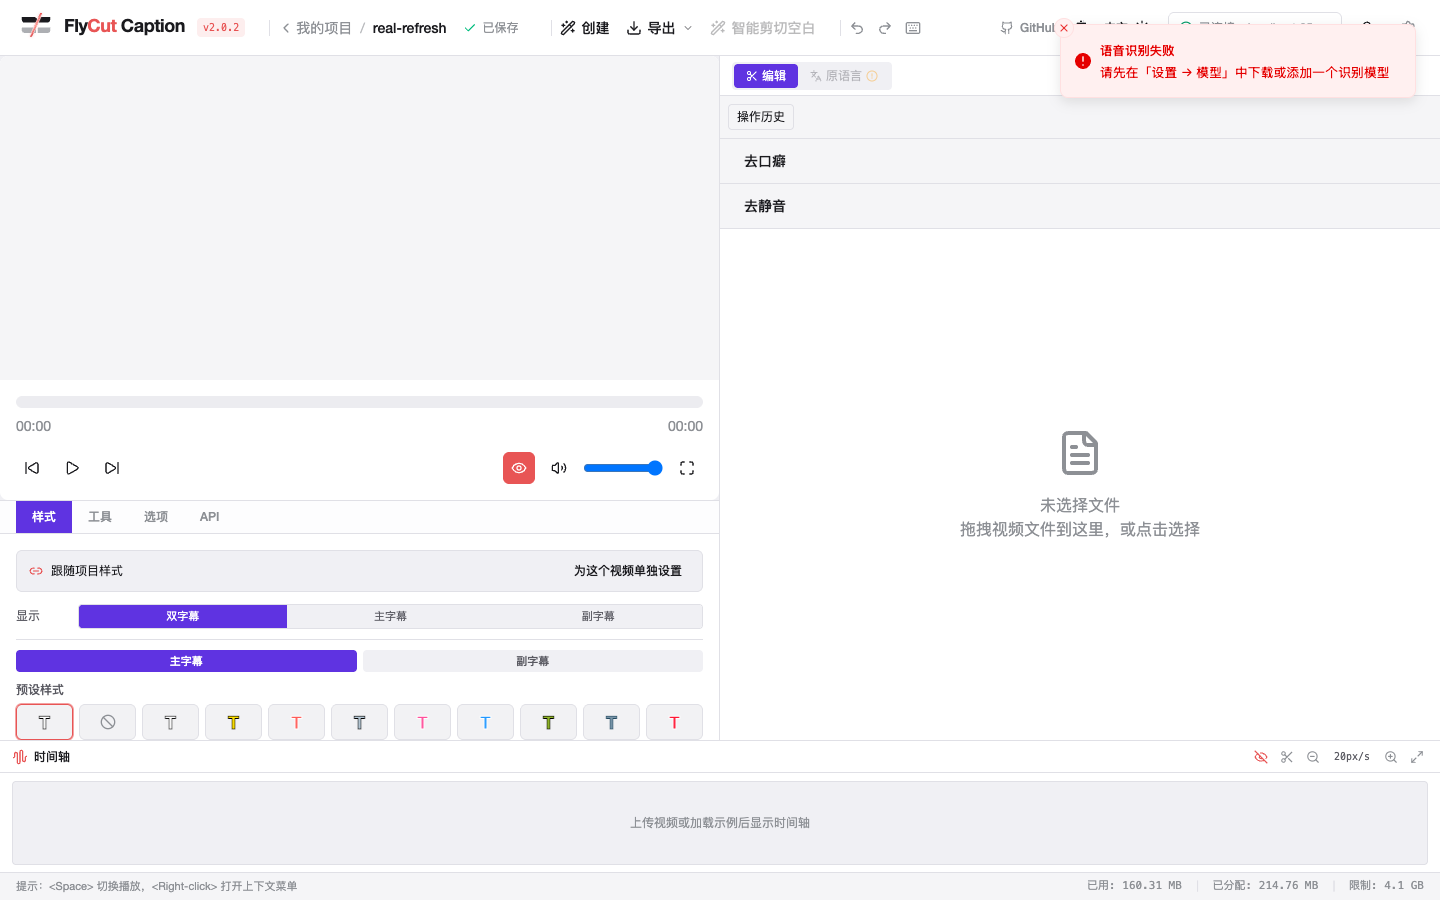 FlyCut Caption v2.0.2 我的项目 / real-refresh 已保存 创建 导出 智能剪切空白 GitHub
语音识别失败
请先在「设置 → 模型」中下载或添加一个识别模型
编辑 原语言
操作历史
去口癖
去静音
未选择文件
拖拽视频文件到这里，或点击选择
00:00 00:00
样式 工具 选项 API
跟随项目样式 为这个视频单独设置
显示 双字幕 主字幕 副字幕
主字幕 副字幕
预设样式
T T T T T T T T T T
时间轴 20px/s
上传视频或加载示例后显示时间轴
提示: <Space> 切换播放, <Right-click> 打开上下文菜单 已用: 160.31 MB 已分配: 214.76 MB 限制: 4.1 GB